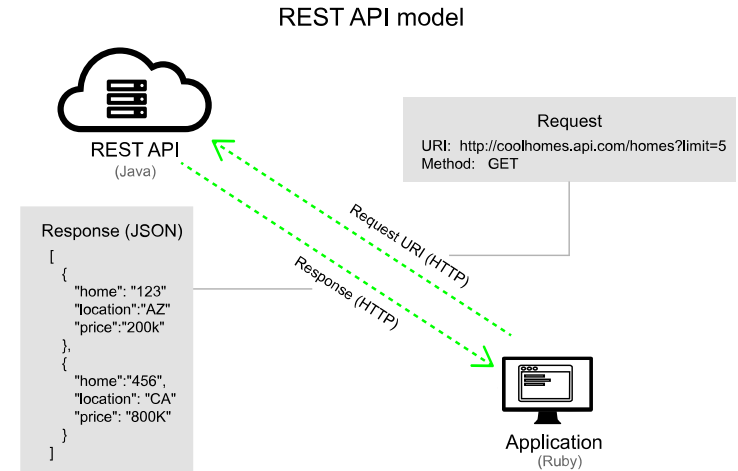 REST API model
REST API
(Java)
Request
URI:  http://coolhomes.api.com/homes?limit=5
Method:   GET
Request URI (HTTP)
Response (HTTP)
Response (JSON)
[
{
"home": "123"
"location":"AZ"
"price":"200k"
},
{
"home":"456",
"location": "CA"
"price": "800K"
}
]
Application
(Ruby)